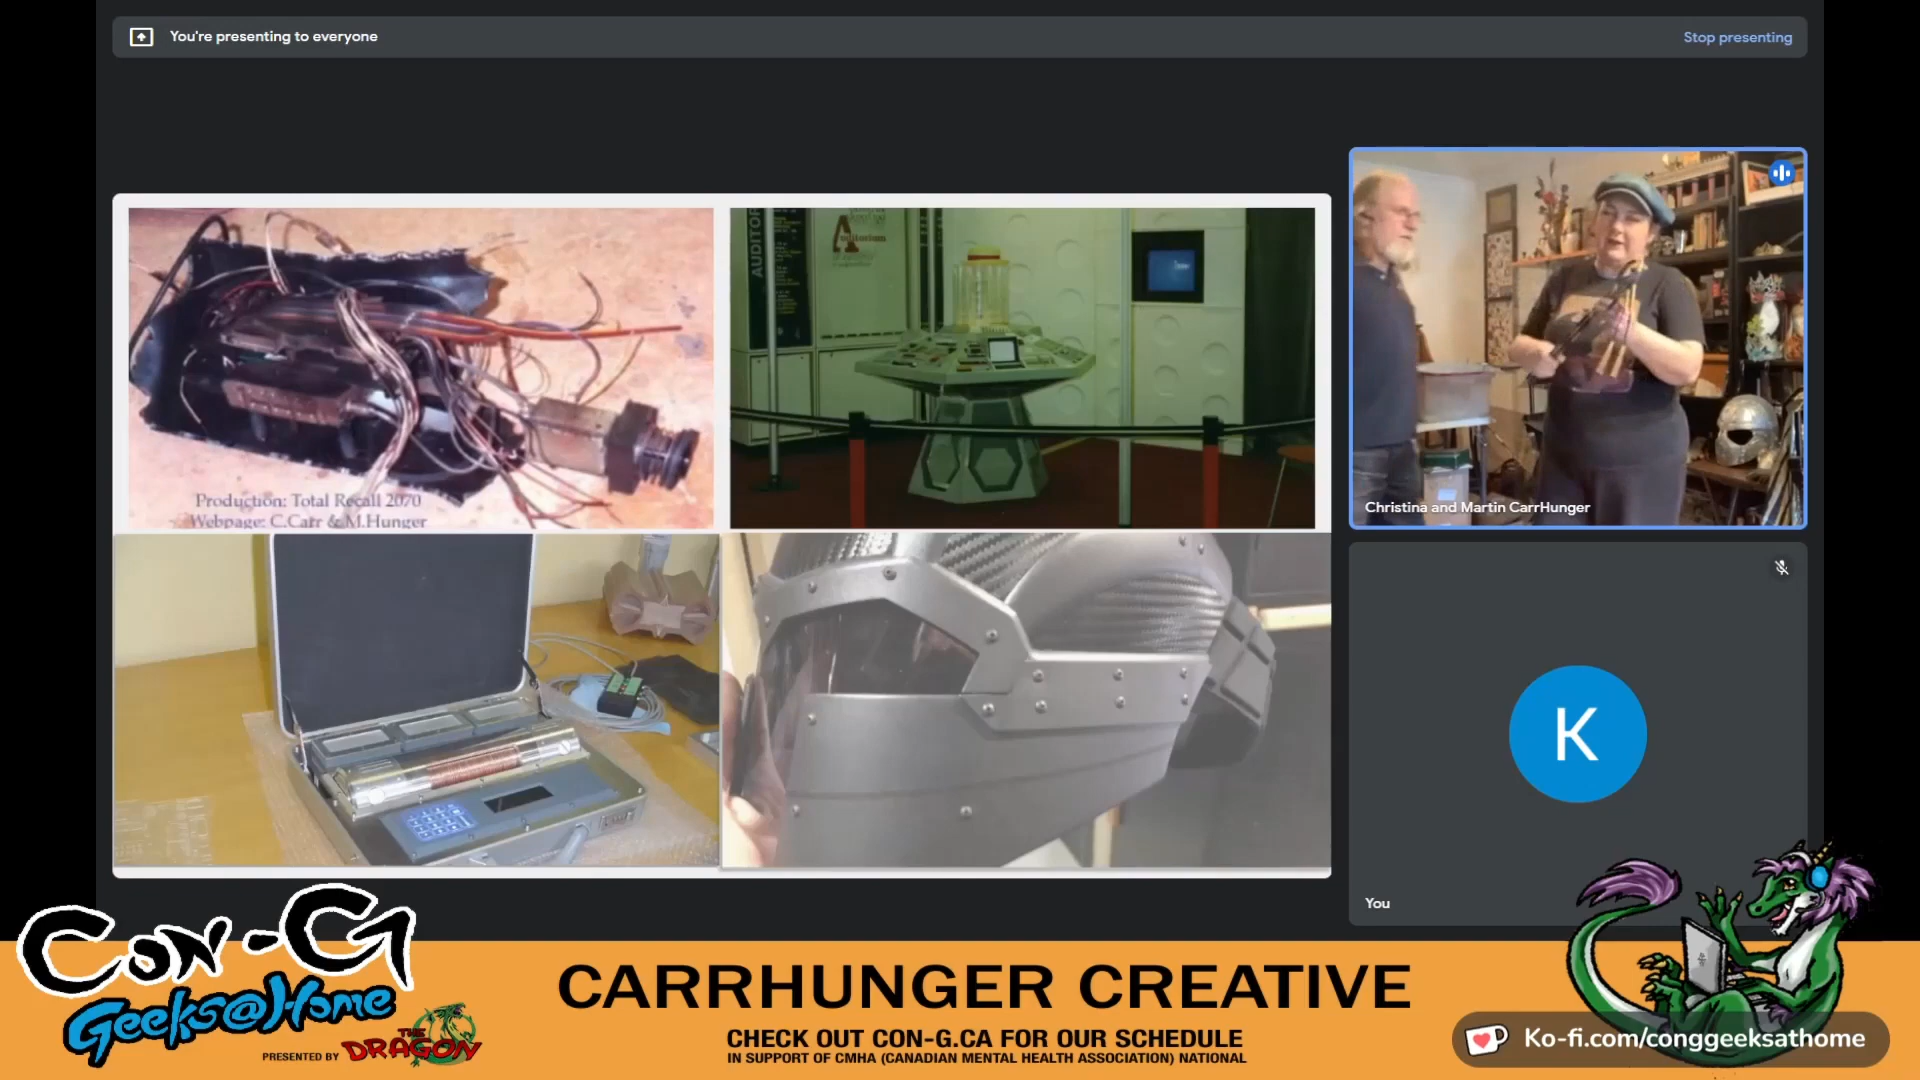 You're presenting to everyone
Stop presenting
AUDITOR
Auditorium
Production: Total Recall 2070
Webpage: C.Carr & M.Hunger
Christina and Martin CarrHunger
K
You
Con-G
Geeks@Home
PRESENTED BY THE DRAGON
CARRHUNGER CREATIVE
CHECK OUT CON-G.CA FOR OUR SCHEDULE
IN SUPPORT OF CMHA (CANADIAN MENTAL HEALTH ASSOCIATION) NATIONAL
Ko-fi.com/conggeeksathome